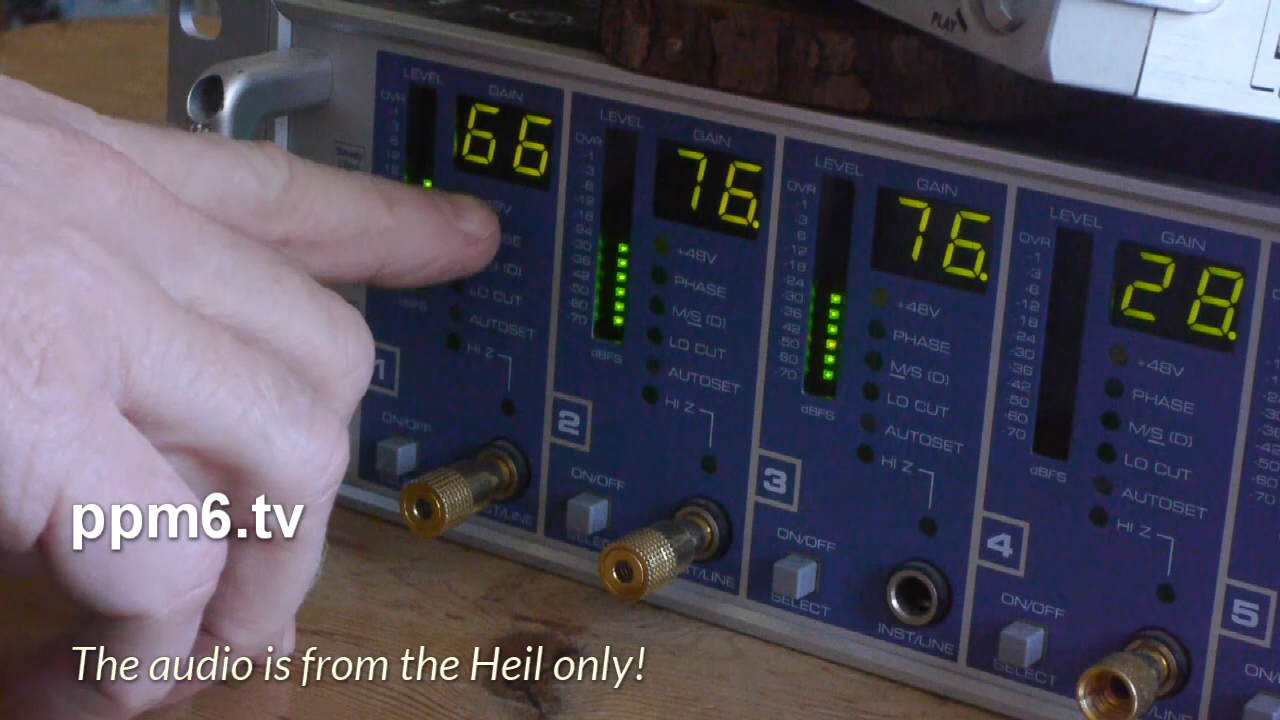 PLAY
LEVEL
GAIN
OVR
66
LO CUT
AUTOSET
HI Z
dBFS
1
ON/OFF
INST/LINE
LEVEL
GAIN
OVR
-1
-3
-6
-12
-18
-24
-30
-36
-42
-50
-60
-70
76.
+48V
PHASE
M/S (D)
LO CUT
AUTOSET
HI Z
dBFS
2
ON/OFF
SELECT
INST/LINE
LEVEL
GAIN
OVR
-1
-3
-6
-12
-18
-24
-30
-36
-42
-50
-60
-70
76.
+48V
PHASE
M/S (D)
LO CUT
AUTOSET
HI Z
dBFS
3
ON/OFF
SELECT
INST/LINE
LEVEL
GAIN
OVR
-1
-3
-6
-12
-18
-24
-30
-36
-42
-50
-60
-70
28.
+48V
PHASE
M/S (D)
LO CUT
AUTOSET
HI Z
dBFS
4
ON/OFF
SELECT
5
ppm6.tv
The audio is from the Heil only!